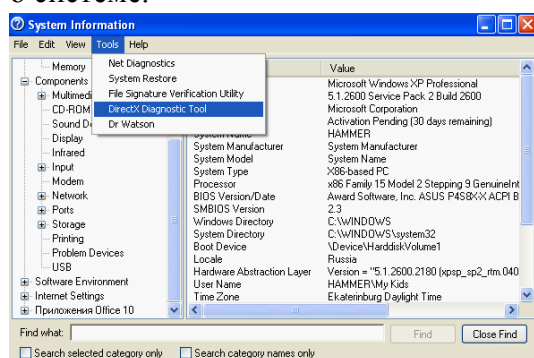 о системе.
System Information
File Edit View Tools Help
Net Diagnostics
System Restore
File Signature Verification Utility
DirectX Diagnostic Tool
Dr Watson
Memory
Components
Multimedi
CD-ROM
Sound De
Display
Infrared
Input
Modem
Network
Ports
Storage
Printing
Problem Devices
USB
Software Environment
Internet Settings
Приложения Office 10
Value
Microsoft Windows XP Professional
5.1.2600 Service Pack 2 Build 2600
Microsoft Corporation
Activation Pending (30 days remaining)
System Name HAMMER
System Manufacturer System Manufacturer
System Model System Name
System Type X86-based PC
Processor x86 Family 15 Model 2 Stepping 9 GenuineInt
BIOS Version/Date Award Software, Inc. ASUS P4S8X-X ACPI B
SMBIOS Version 2.3
Windows Directory C:\WINDOWS
System Directory C:\WINDOWS\system32
Boot Device \Device\HarddiskVolume1
Locale Russia
Hardware Abstraction Layer Version = "5.1.2600.2180 (xpsp_sp2_rtm.040
User Name HAMMER\My Kids
Time Zone Ekaterinburg Daylight Time
Find what: Find Close Find
Search selected category only Search category names only